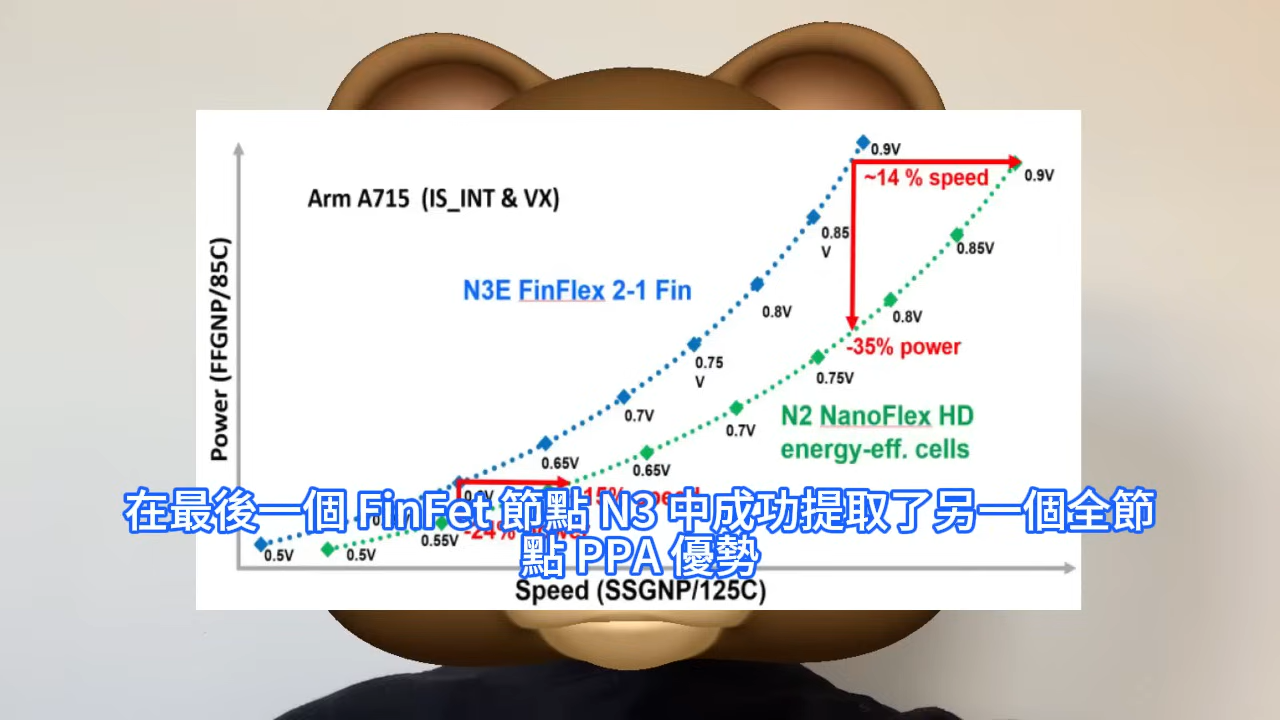 0.9V
~14 % speed
0.9V
Arm A715 (IS_INT & VX)
0.85
V
0.85V
N3E FinFlex 2-1 Fin
0.8V
0.8V
-35% power
0.75
V
0.75V
Power (FFGNP/85C)
0.7V
0.7V
N2 NanoFlex HD
energy-eff. cells
0.65V
0.65V
在最後一個 FinFet 節點 N3 中成功提取了另一個全節
點 PPA 優勢
0.55V
0.5V
0.5V
Speed (SSGNP/125C)